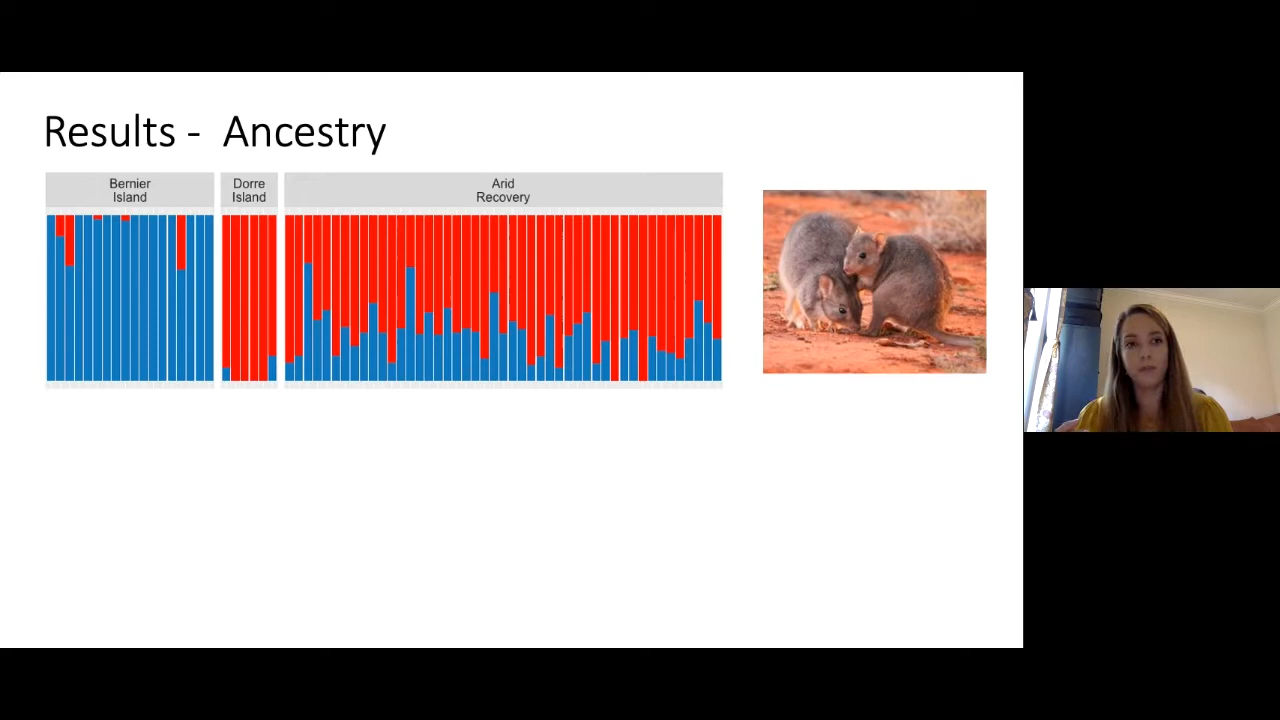 Results - Ancestry
Bernier
Island
Dorre
Island
Arid
Recovery